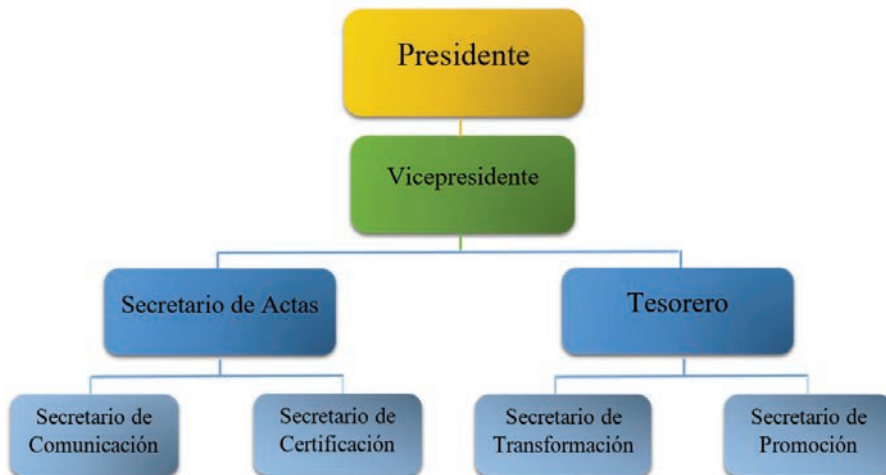 Presidente
Vicepresidente
Secretario de Actas
Tesorero
Secretario de
Comunicación
Secretario de
Certificación
Secretario de
Transformación
Secretario de
Promoción